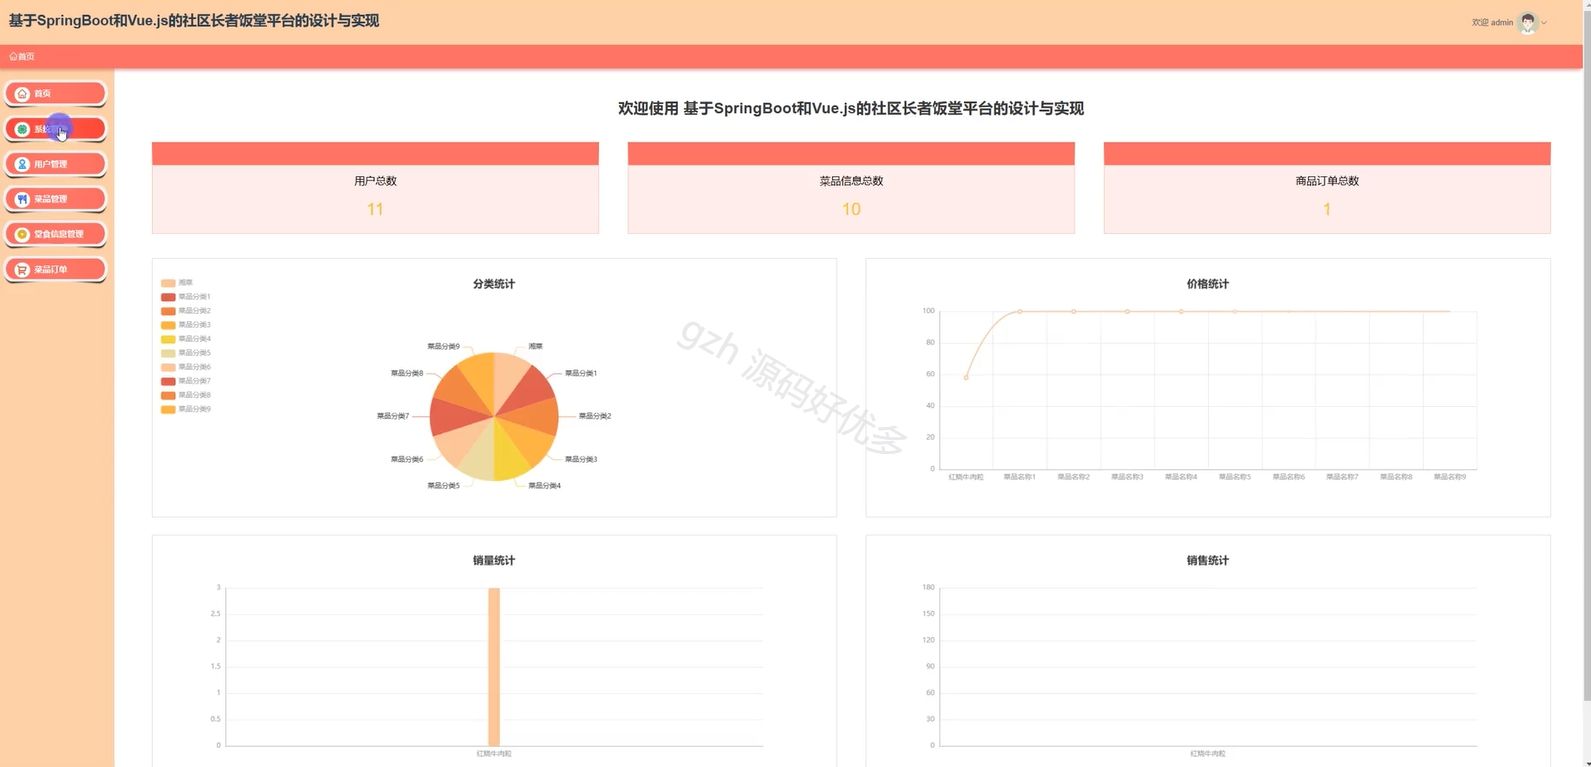 基于SpringBoot和Vue.js的社区长者饭堂平台的设计与实现
欢迎 admin
首页
首页
用户管理
菜品管理
堂食信息管理
菜品订单
欢迎使用 基于SpringBoot和Vue.js的社区长者饭堂平台的设计与实现
用户总数
11
菜品信息总数
10
商品订单总数
1
分类统计
湘菜
菜品分类1
菜品分类2
菜品分类3
菜品分类4
菜品分类5
菜品分类6
菜品分类7
菜品分类8
菜品分类9
菜品分类9
湘菜
菜品分类8
菜品分类1
菜品分类7
菜品分类2
菜品分类6
菜品分类3
菜品分类5
菜品分类4
价格统计
100
80
60
40
20
0
红烧牛肉粒 菜品名称1 菜品名称2 菜品名称3 菜品名称4 菜品名称5 菜品名称6 菜品名称7 菜品名称8 菜品名称9
gzh 源码好优多
销量统计
3
2.5
2
1.5
1
0.5
0
红烧牛肉粒
销售统计
180
150
120
90
60
30
0
红烧牛肉粒